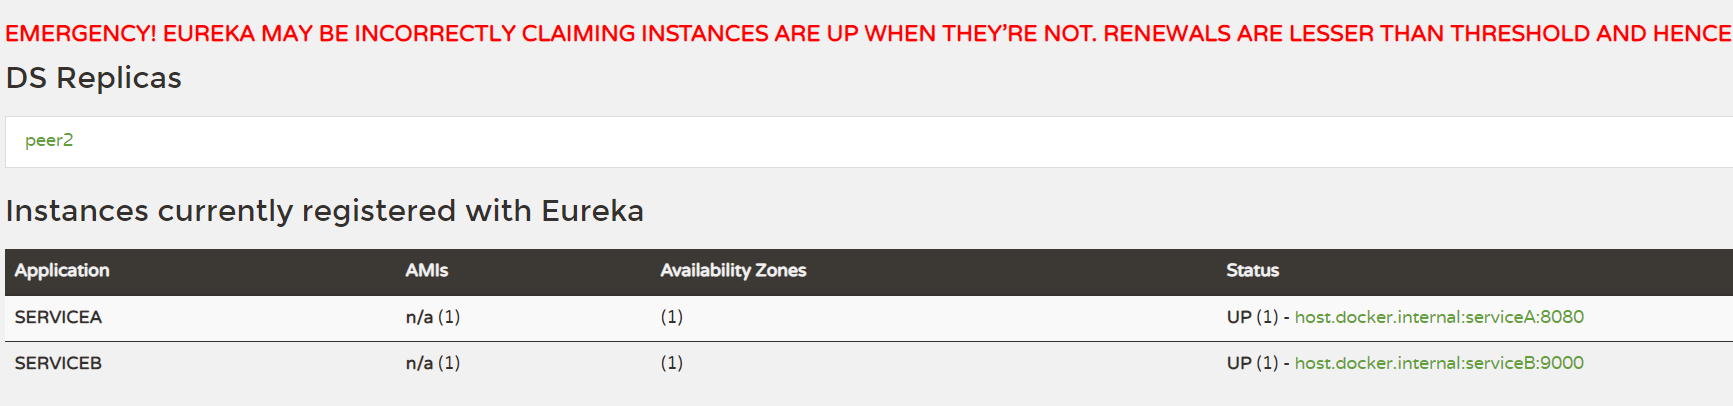 EMERGENCY! EUREKA MAY BE INCORRECTLY CLAIMING INSTANCES ARE UP WHEN THEY’RE NOT. RENEWALS ARE LESSER THAN THRESHOLD AND HENCE
DS Replicas
peer2
Instances currently registered with Eureka
Application AMIs Availability Zones Status
SERVICEA n/a (1) (1) UP (1) - host.docker.internal:serviceA:8080
SERVICEB n/a (1) (1) UP (1) - host.docker.internal:serviceB:9000